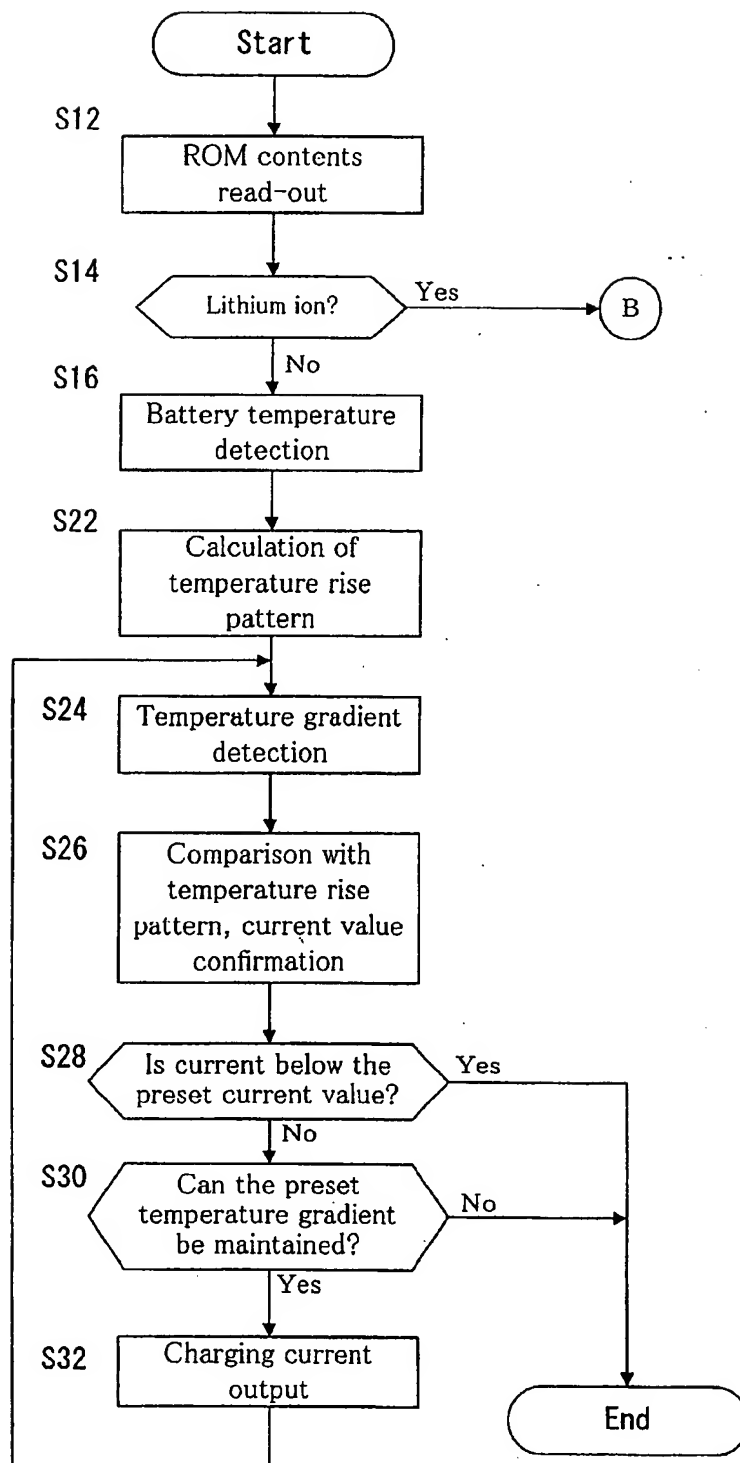 Start
S12
ROM contents
read-out
S14
Lithium ion?
Yes
B
No
S16
Battery temperature
detection
S22
Calculation of
temperature rise
pattern
S24
Temperature gradient
detection
S26
Comparison with
temperature rise
pattern, current value
confirmation
S28
Is current below the
preset current value?
Yes
No
S30
Can the preset
temperature gradient
be maintained?
No
Yes
S32
Charging current
output
End